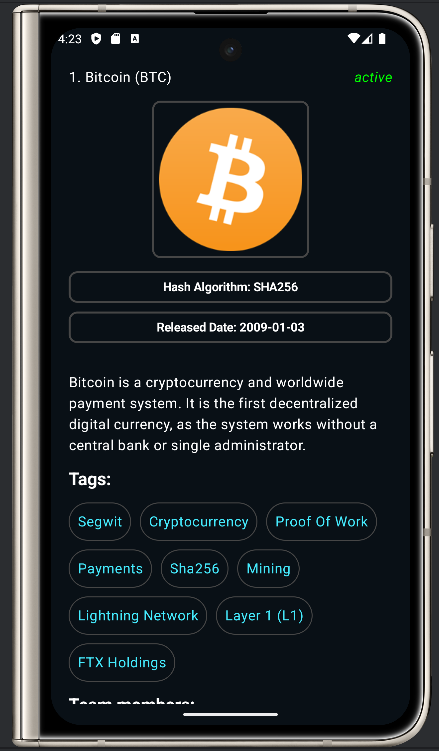 4:23
1. Bitcoin (BTC) active
Hash Algorithm: SHA256
Released Date: 2009-01-03
Bitcoin is a cryptocurrency and worldwide
payment system. It is the first decentralized
digital currency, as the system works without a
central bank or single administrator.
Tags:
Segwit Cryptocurrency Proof Of Work
Payments Sha256 Mining
Lightning Network Layer 1 (L1)
FTX Holdings
Team members: